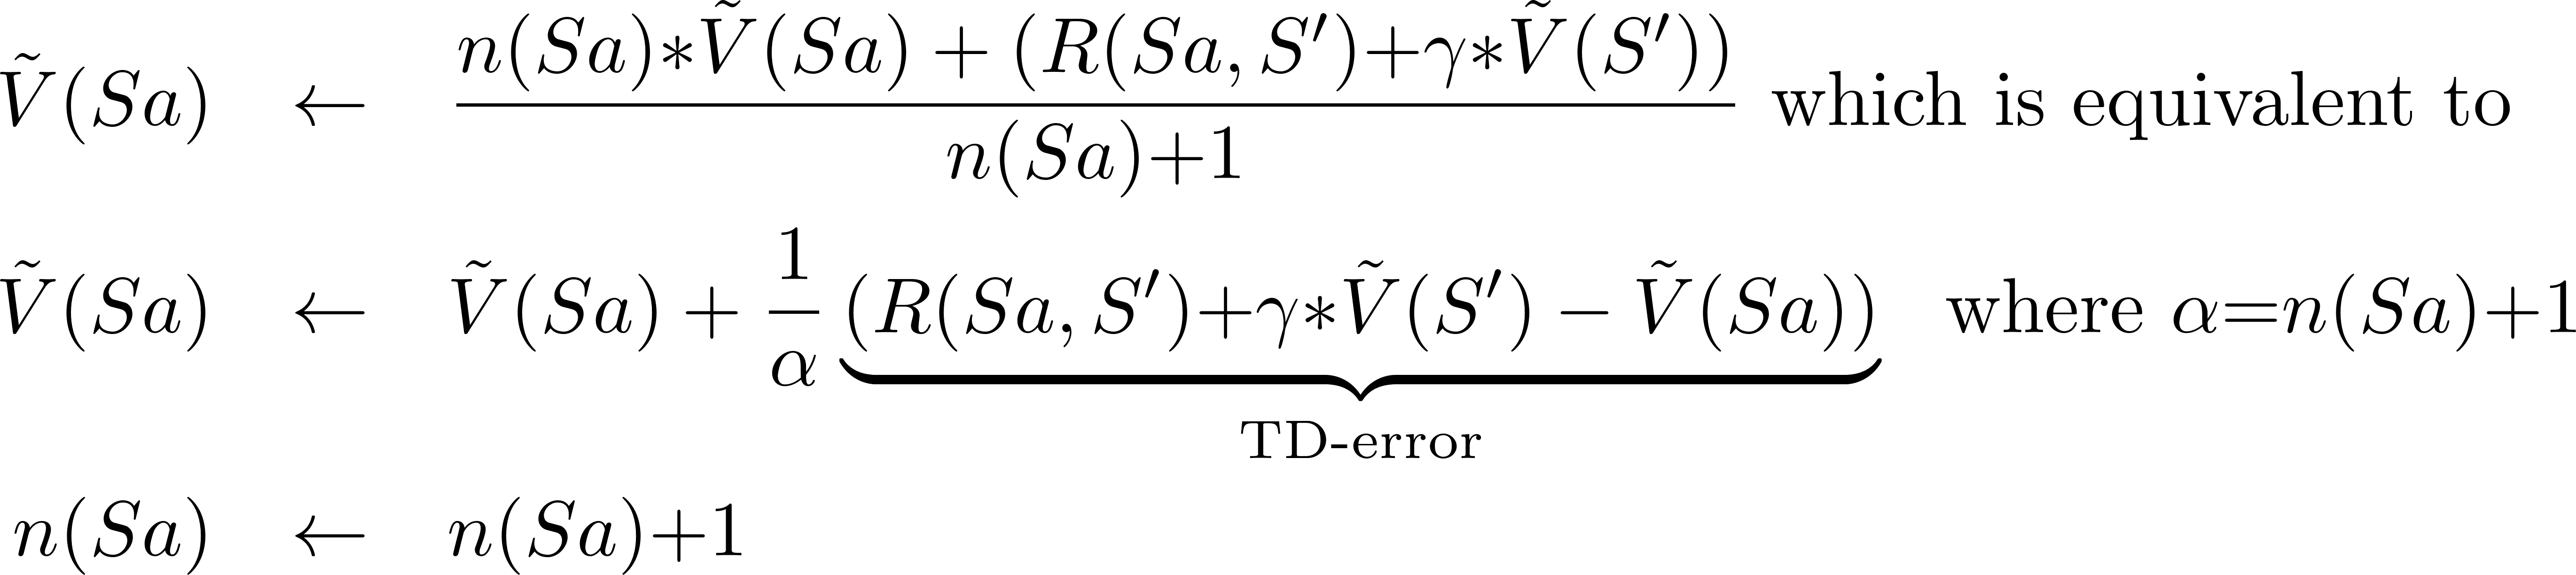 Ṽ(Sa) ← n(Sa)*Ṽ(Sa) + (R(Sa, S′)+γ*Ṽ(S′)) / n(Sa)+1 which is equivalent to
Ṽ(Sa) ← Ṽ(Sa) + 1/α (R(Sa, S′)+γ*Ṽ(S′) − Ṽ(Sa)) where α=n(Sa)+1
TD-error
n(Sa) ← n(Sa)+1